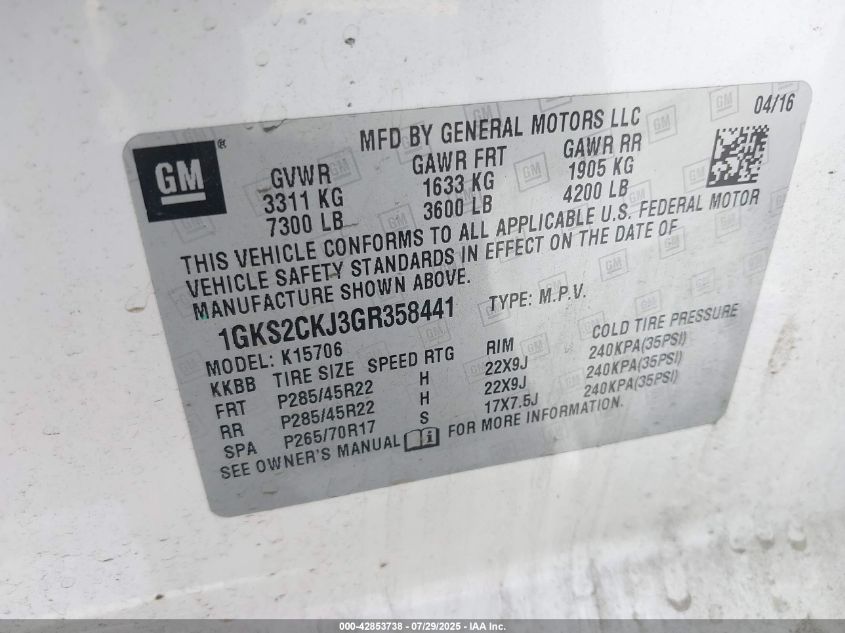 04/16
MFD BY GENERAL MOTORS LLC
GM ®
GVWR GAWR FRT GAWR RR
3311 KG 1633 KG 1905 KG
7300 LB 3600 LB 4200 LB
THIS VEHICLE CONFORMS TO ALL APPLICABLE U.S. FEDERAL MOTOR
VEHICLE SAFETY STANDARDS IN EFFECT ON THE DATE OF
MANUFACTURE SHOWN ABOVE.
1GKS2CKJ3GR358441 TYPE: M.P.V.
MODEL: K15706
KKBB TIRE SIZE SPEED RTG RIM COLD TIRE PRESSURE
FRT P285/45R22 H 22X9J 240KPA(35PSI)
RR P285/45R22 H 22X9J 240KPA(35PSI)
SPA P265/70R17 S 17X7.5J 240KPA(35PSI)
SEE OWNER'S MANUAL FOR MORE INFORMATION.
000-42853738 - 07/29/2025 - IAA Inc.